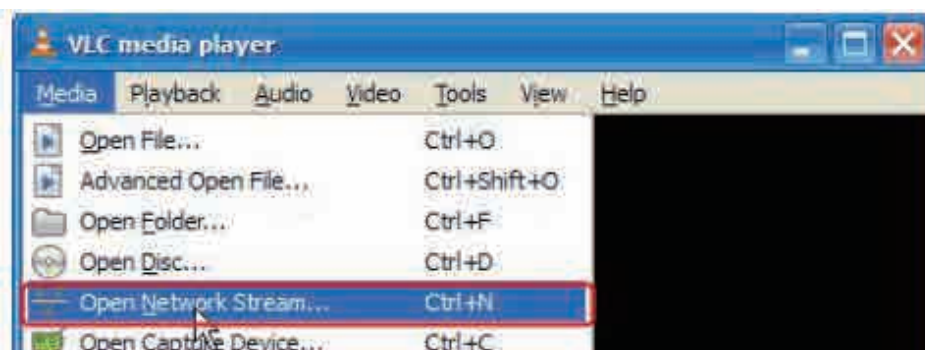 VLC media player
Media Playback Audio Video Tools View Help
Open File... Ctrl+O
Advanced Open File... Ctrl+Shift+O
Open Folder... Ctrl+F
Open Disc... Ctrl+D
Open Network Stream... Ctrl+N
Open Capture Device... Ctrl+C